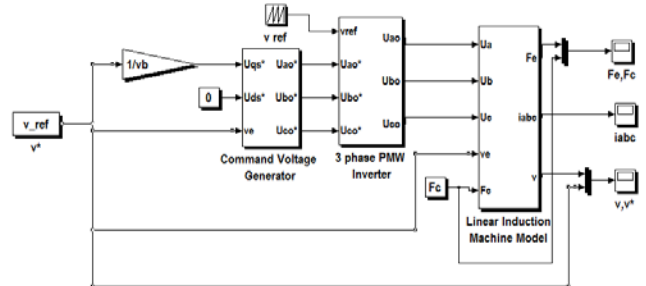 v_ref
v*
1/vb
0
Uqs*
Uds*
ve
Uao*
Ubo*
Uco*
Command Voltage
Generator
v ref
vref
Uao*
Ubo*
Uco*
Uao
Ubo
Uco
3 phase PMW
Inverter
Fc
Ua
Ub
Uc
ve
Fc
Fe
iabc
v
Linear Induction
Machine Model
Fe,Fc
iabc
v,v*